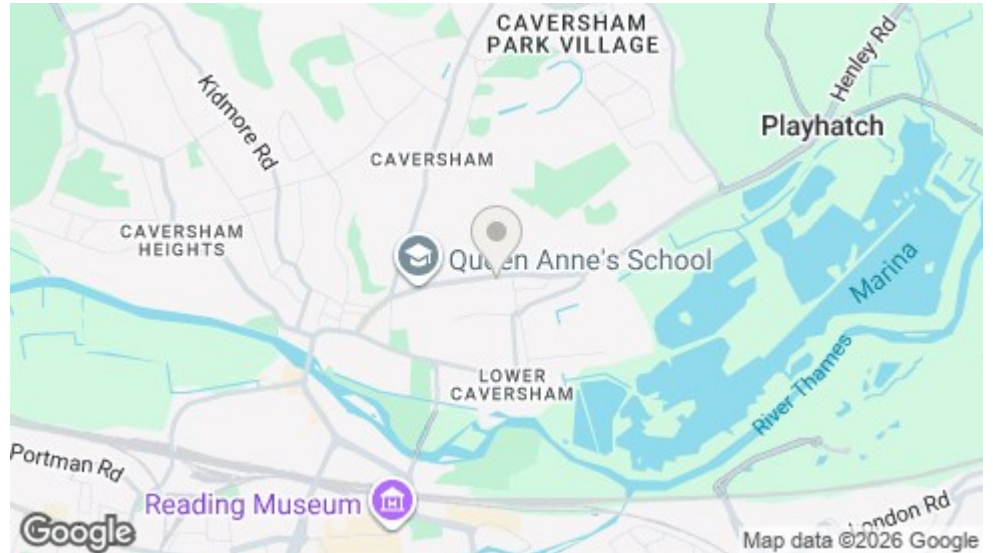 CAVERSHAM
PARK VILLAGE
Henley Rd
Playhatch
Kidmore Rd
CAVERSHAM
CAVERSHAM
HEIGHTS
Queen Anne's School
Marina
LOWER
CAVERSHAM
River Thames
Portman Rd
Reading Museum
London Rd
Google
Map data ©2026 Google